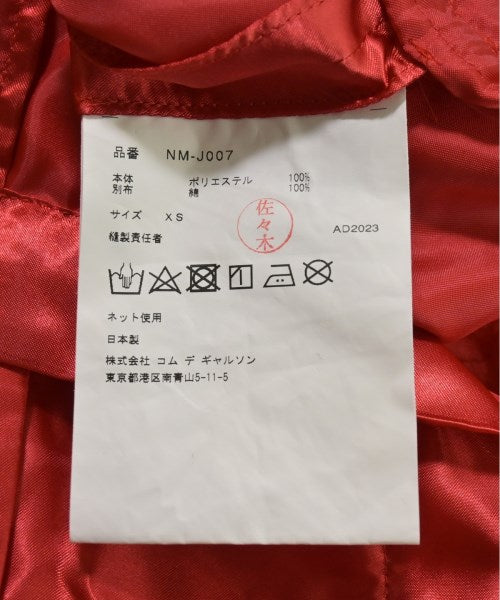 品番 NM-J007
本体 ポリエステル 100%
別布 綿 100%
サイズ XS
縫製責任者
佐々木
AD2023
ネット使用
日本製
株式会社 コム デ ギャルソン
東京都港区南青山5-11-5